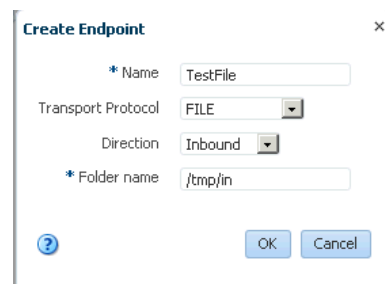 Create Endpoint ×
* Name TestFile
Transport Protocol FILE
Direction Inbound
* Folder name /tmp/in
? OK Cancel